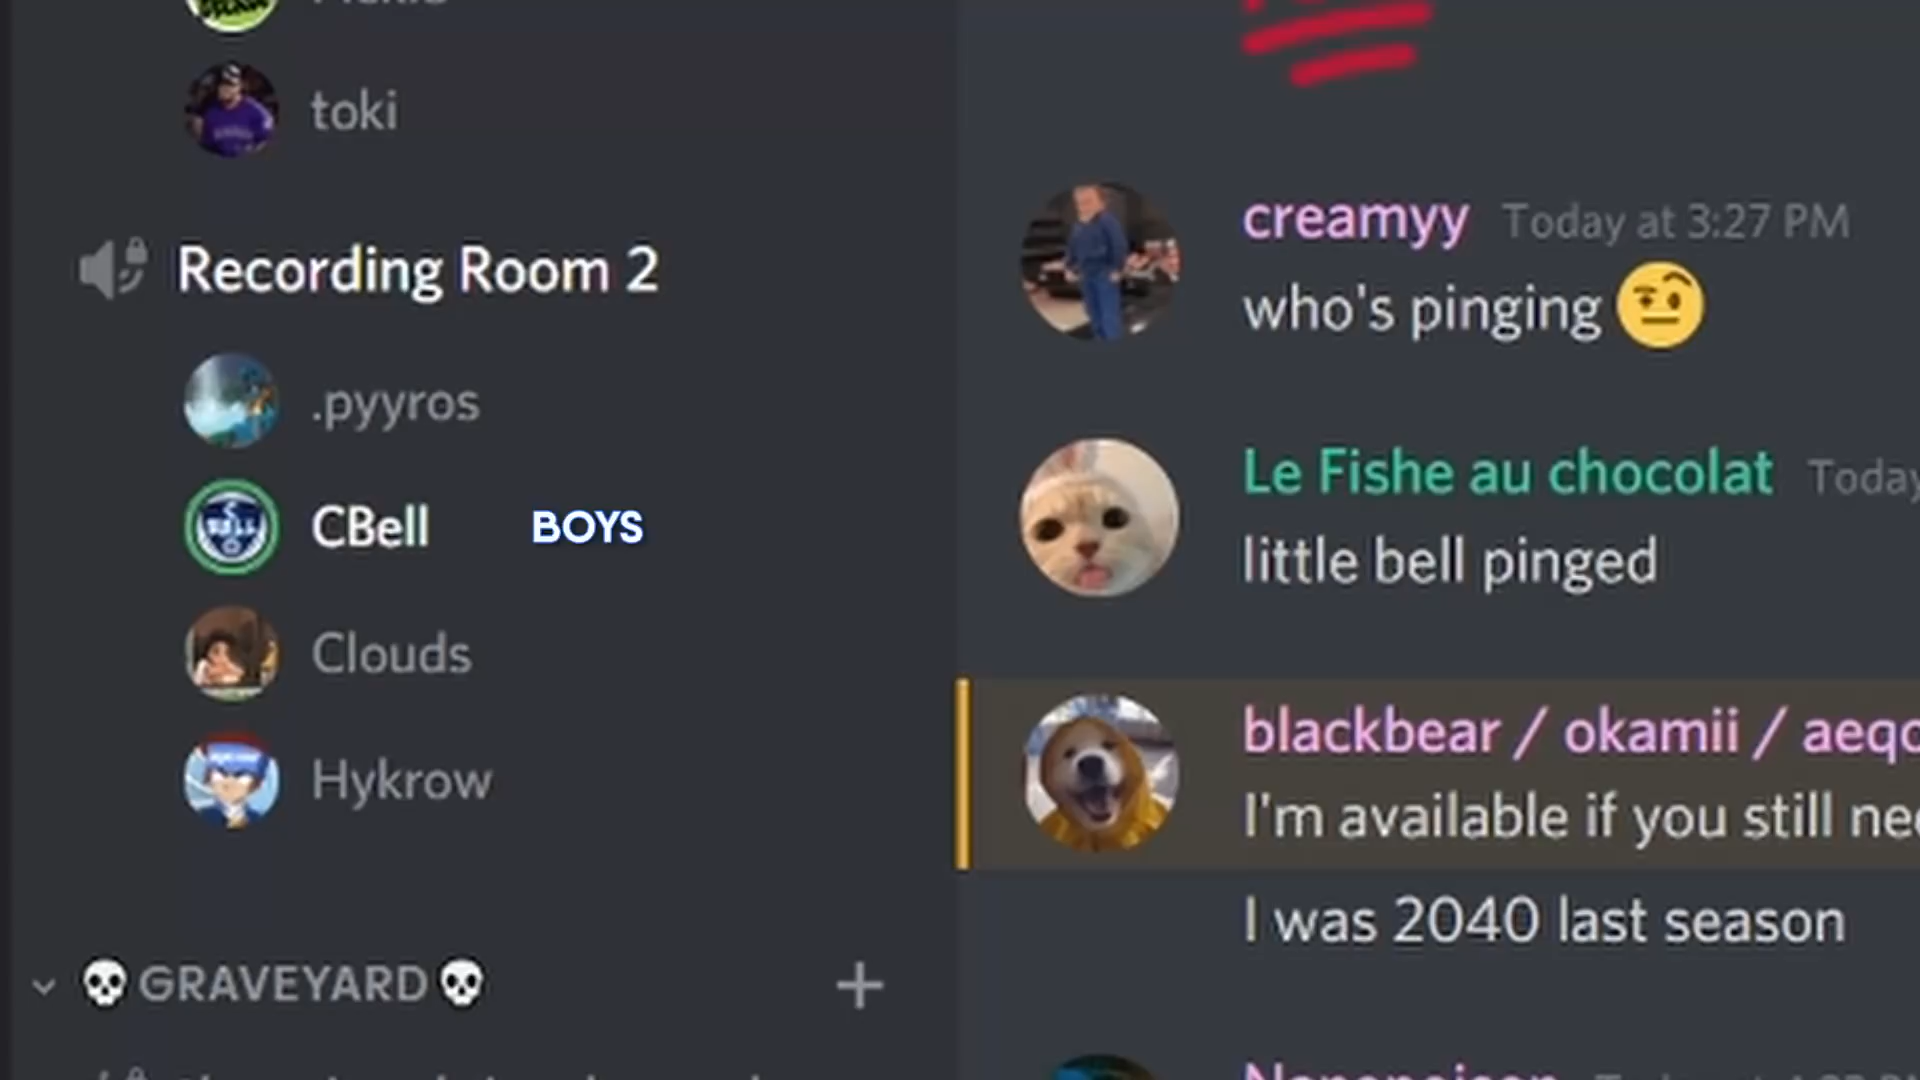 toki
Recording Room 2
.pyyros
CBell
BOYS
Clouds
Hykrow
GRAVEYARD
creamyy Today at 3:27 PM
who's pinging
Le Fishe au chocolat Today
little bell pinged
blackbear / okamii / aeqo
I'm available if you still nee
I was 2040 last season